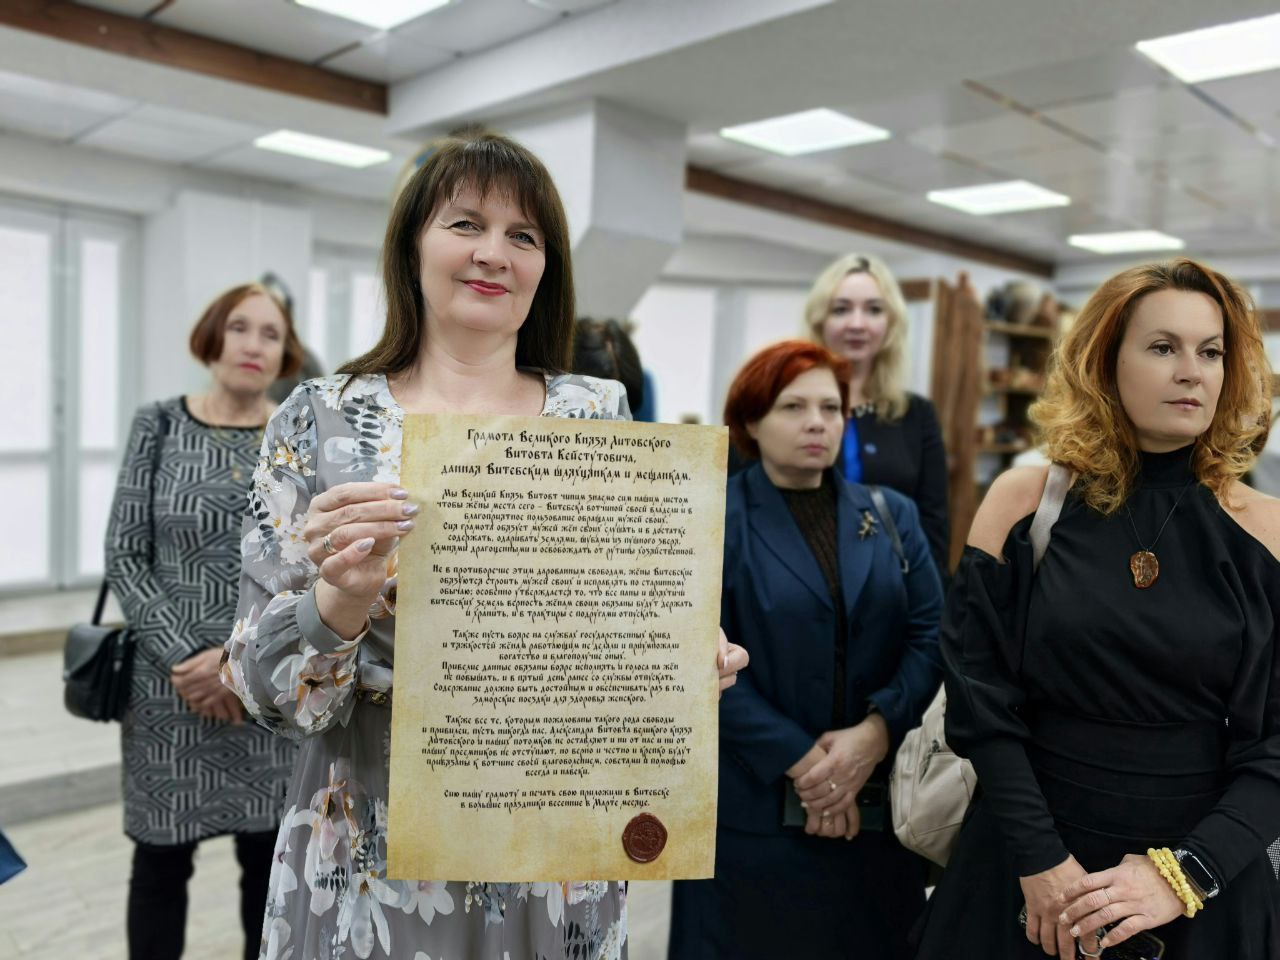 Грамота Великого Князя Литовского
Витовта Кейстутовича,
данная Витебским шляхцянкам и мещанкам.
Мы Великий Князь Витовт чиним знаемо сим нашим листом
чтобы жёны места сего - Витебска вотчиной своей владели и в
благоприятное пользование обращали мужей своих.
Сия грамота обязует мужей жён своих слушать и в достатке
содержать, одаривать землями, шубами из пушного зверя,
камнями драгоценными и освобождать от рутины хозяйственной.
Не в противоречие этим дарованным свободам, жёны Витебские
обязуются строить мужей своих и исправлять по старинному
обычаю; особенно утверждается то, что все паны и шляхтичи
витебских земель верность жёнам своим обязаны будут держать
и хранить, и в трактиры с подругами отпускать.
Также пусть бояре на службах государственных кривд
и тяжкостей жёнам работающим не делали и приумножали
богатство и благополучие оных.
Привелие данные обязаны бояре исполнять и голоса на жён
не повышать, и в пятый день ранее со службы отпускать.
Содержание должно быть достойным и обеспечивать раз в год
заморские поездки для здоровья женского.
Также все те, которым пожалованы такого рода свободы
и привилеи, пусть никогда нас, Александра Витовта великого князя
Литовского и наших потомков не оставляют и ни от нас и ни от
наших преемников не отступают, но верно и честно и крепко будут
привязаны к вотчине своей благоволением, советами и помощью
всегда и навеки.
Сию нашу грамоту и печать свою приложили в Витебске
в большие праздники весенние в Марте месяце.